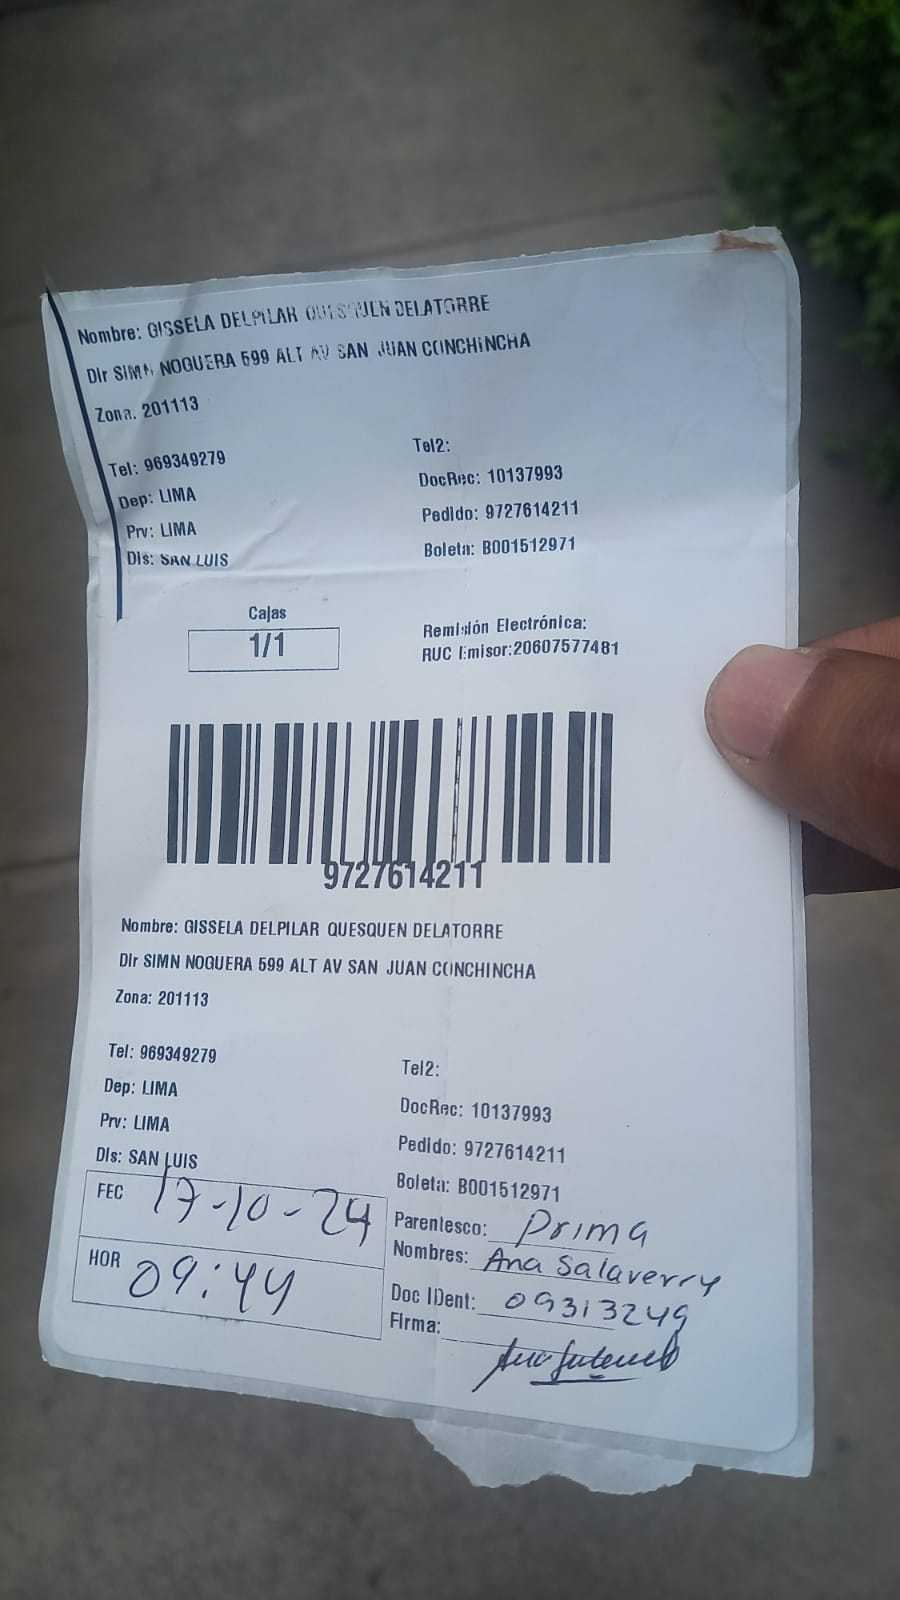 Nombre: GISSELA DELPILAR QUESQUEN DELATORRE
Dir SIMN NOGUERA 599 ALT AV SAN JUAN CONCHINCHA
Zona: 201113
Tel: 969349279
Tel2:
Dep: LIMA
DocRec: 10137993
Prv: LIMA
Pedido: 9727614211
Dis: SAN LUIS
Boleta: B001512971
Cajas
1/1
Remisión Electrónica:
RUC Emisor:20607577481
9727614211
Nombre: GISSELA DELPILAR QUESQUEN DELATORRE
Dir SIMN NOGUERA 599 ALT AV SAN JUAN CONCHINCHA
Zona: 201113
Tel: 969349279
Tel2:
Dep: LIMA
DocRec: 10137993
Prv: LIMA
Pedido: 9727614211
Dis: SAN LUIS
Boleta: B001512971
FEC 17-10-24
Parentesco: Prima
Nombres: Ana Salaverry
HOR 09:44
Doc IDent: 09313249
Firma: